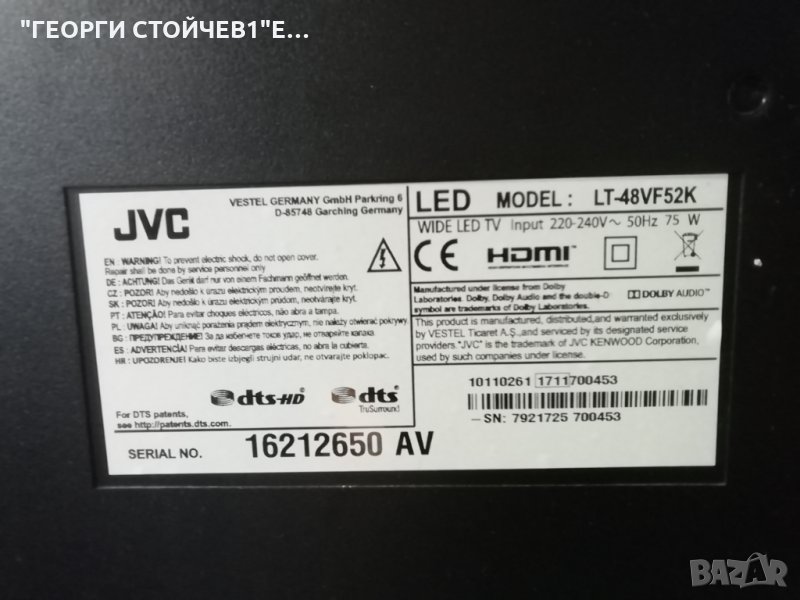 "ГЕОРГИ СТОЙЧЕВ1"Е...
JVC
VESTEL GERMANY GmbH Parkring 6
D-85748 Garching Germany
EN : WARNING! To prevent electric shock, do not open cover.
Repair shall be done by service personnel only
DE : ACHTUNG! Das Gerät darf nur von einem Fachmann geöffnet werden.
CZ : POZOR! Aby nedošlo k úrazu elektrickým proudem, neotvírejte kryt.
SK : POZOR! Aby nedošlo k úrazu elektrickým prúdom, neotvárajte kryt.
PT : ATENÇÃO! Para evitar choques eléctricos, não abra a tampa.
PL : UWAGA! Aby uniknąć porażenia prądem elektrycznym, nie należy otwierać pokrywy.
BG : ПРЕДУПРЕЖДЕНИЕ! За да избегнете токов удар, не отваряйте капака.
ES : ADVERTENCIA! Para evitar descargas eléctricas, no abra la cubierta.
HR : UPOZORENJE! Kako biste izbjegli strujni udar, ne otvarajte poklopac.
For DTS patents,
see http://patents.dts.com.
dts-HD
dts
TruSurround
SERIAL NO. 16212650 AV
LED MODEL : LT-48VF52K
WIDE LED TV Input 220-240V~ 50Hz 75 W
CE HDMI
Manufactured under license from Dolby
Laboratories. Dolby, Dolby Audio and the double-D
symbol are trademarks of Dolby Laboratories.
DOLBY AUDIO™
This product is manufactured, distributed,and warranted exclusively
by VESTEL Ticaret A.Ş.,and serviced by its designated service
providers."JVC" is the trademark of JVC KENWOOD Corporation,
used by such companies under license.
10110261 1711700453
-SN: 7921725 700453
BAZAR